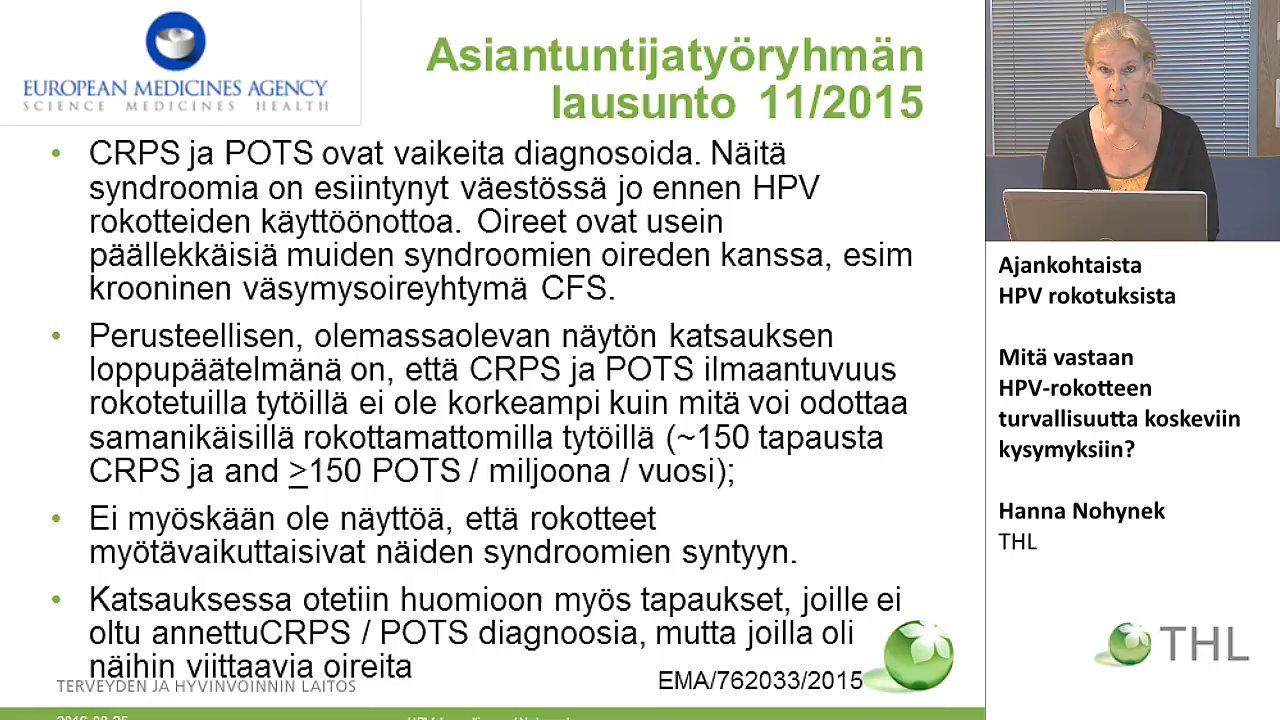 EUROPEAN MEDICINES AGENCY
SCIENCE MEDICINES HEALTH
Asiantuntijatyöryhmän
lausunto 11/2015
• CRPS ja POTS ovat vaikeita diagnosoida. Näitä
syndroomia on esiintynyt väestössä jo ennen HPV
rokotteiden käyttöönottoa. Oireet ovat usein
päällekkäisiä muiden syndroomien oireden kanssa, esim
krooninen väsymysoireyhtymä CFS.
• Perusteellisen, olemassaolevan näytön katsauksen
loppupäätelmänä on, että CRPS ja POTS ilmaantuvuus
rokotetuilla tytöillä ei ole korkeampi kuin mitä voi odottaa
samanikäisillä rokottamattomilla tytöillä (~150 tapausta
CRPS ja and ≥150 POTS / miljoona / vuosi);
• Ei myöskään ole näyttöä, että rokotteet
myötävaikuttaisivat näiden syndroomien syntyyn.
• Katsauksessa otetiin huomioon myös tapaukset, joille ei
oltu annettuCRPS / POTS diagnoosia, mutta joilla oli
näihin viittaavia oireita
EMA/762033/2015
TERVEYDEN JA HYVINVOINNIN LAITOS
Ajankohtaista
HPV rokotuksista
Mitä vastaan
HPV-rokotteen
turvallisuutta koskeviin
kysymyksiin?
Hanna Nohynek
THL
THL